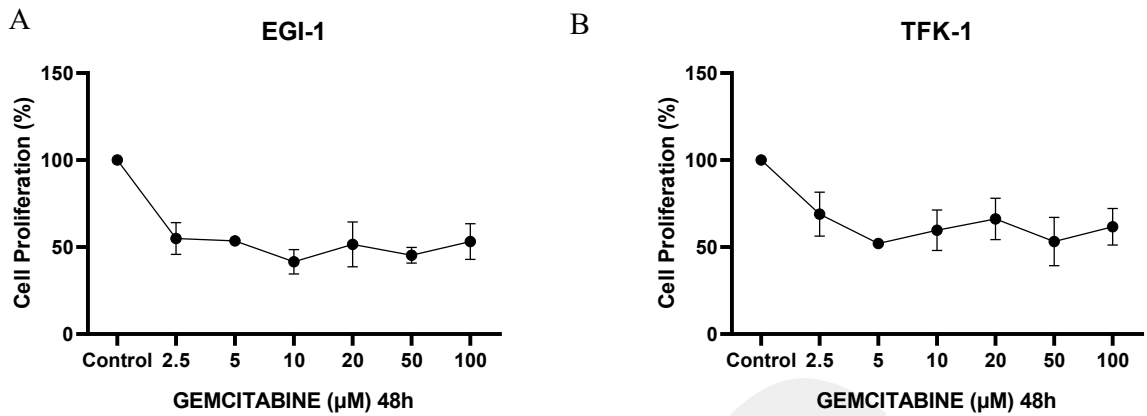 A
EGI-1
150
100
50
0
Cell Proliferation (%)
Control 2.5 5 10 20 50 100
GEMCITABINE (µM) 48h
B
TFK-1
150
100
50
0
Cell Proliferation (%)
Control 2.5 5 10 20 50 100
GEMCITABINE (µM) 48h